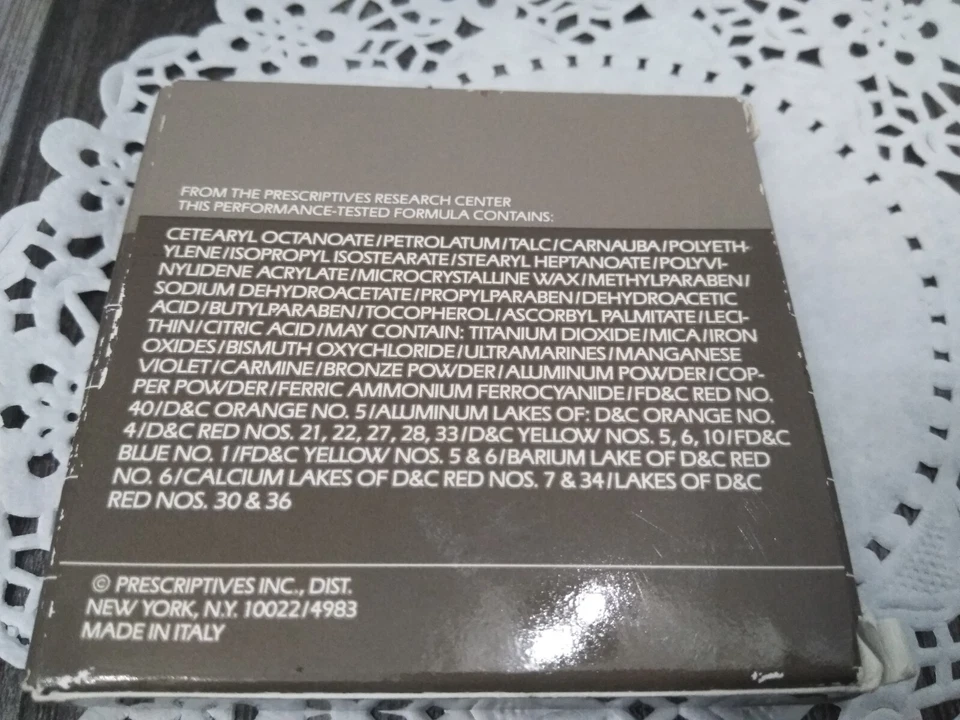 FROM THE PRESCRIPTIVES RESEARCH CENTER
THIS PERFORMANCE-TESTED FORMULA CONTAINS:
CETEARYL OCTANOATE/PETROLATUM/TALC/CARNAUBA/POLYETH-
YLENE/ISOPROPYL ISOSTEARATE/STEARYL HEPTANOATE/POLYVI-
NYLIDENE ACRYLATE/MICROCRYSTALLINE WAX/METHYLPARABEN/
SODIUM DEHYDROACETATE/PROPYLPARABEN/DEHYDROACETIC
ACID/BUTYLPARABEN/TOCOPHEROL/ASCORBYL PALMITATE/LECI-
THIN/CITRIC ACID/MAY CONTAIN: TITANIUM DIOXIDE/MICA/IRON
OXIDES/BISMUTH OXYCHLORIDE/ULTRAMARINES/MANGANESE
VIOLET/CARMINE/BRONZE POWDER/ALUMINUM POWDER/COP-
PER POWDER/FERRIC AMMONIUM FERROCYANIDE/FD&C RED NO.
40/D&C ORANGE NO. 5/ALUMINUM LAKES OF: D&C ORANGE NO.
4/D&C RED NOS. 21, 22, 27, 28, 33/D&C YELLOW NOS. 5, 6, 10/FD&C
BLUE NO. 1/FD&C YELLOW NOS. 5 & 6/BARIUM LAKE OF D&C RED
NO. 6/CALCIUM LAKES OF D&C RED NOS. 7 & 34/LAKES OF D&C
RED NOS. 30 & 36
© PRESCRIPTIVES INC., DIST.
NEW YORK, N.Y. 10022/4983
MADE IN ITALY